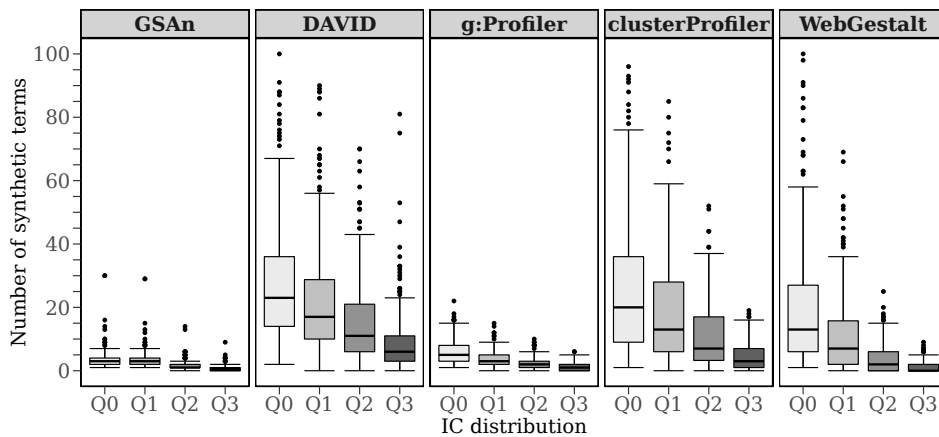 GSAn DAVID g:Profiler clusterProfiler WebGestalt
Number of synthetic terms
100
80
60
40
20
0
Q0 Q1 Q2 Q3 Q0 Q1 Q2 Q3 Q0 Q1 Q2 Q3 Q0 Q1 Q2 Q3 Q0 Q1 Q2 Q3
IC distribution